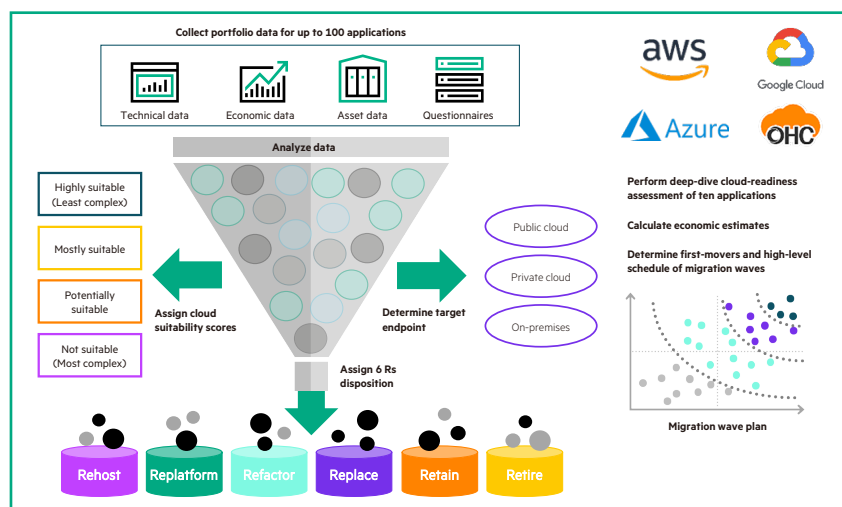 Collect portfolio data for up to 100 applications
Technical data
Economic data
Asset data
Questionnaires
Analyze data
Highly suitable
(Least complex)
Mostly suitable
Potentially
suitable
Not suitable
(Most complex)
Assign cloud
suitability scores
Determine target
endpoint
Public cloud
Private cloud
On-premises
Assign 6 Rs
disposition
Rehost
Replatform
Refactor
Replace
Retain
Retire
aws
Google Cloud
Azure
OHC
Perform deep-dive cloud-readiness
assessment of ten applications
Calculate economic estimates
Determine first-movers and high-level
schedule of migration waves
Migration wave plan